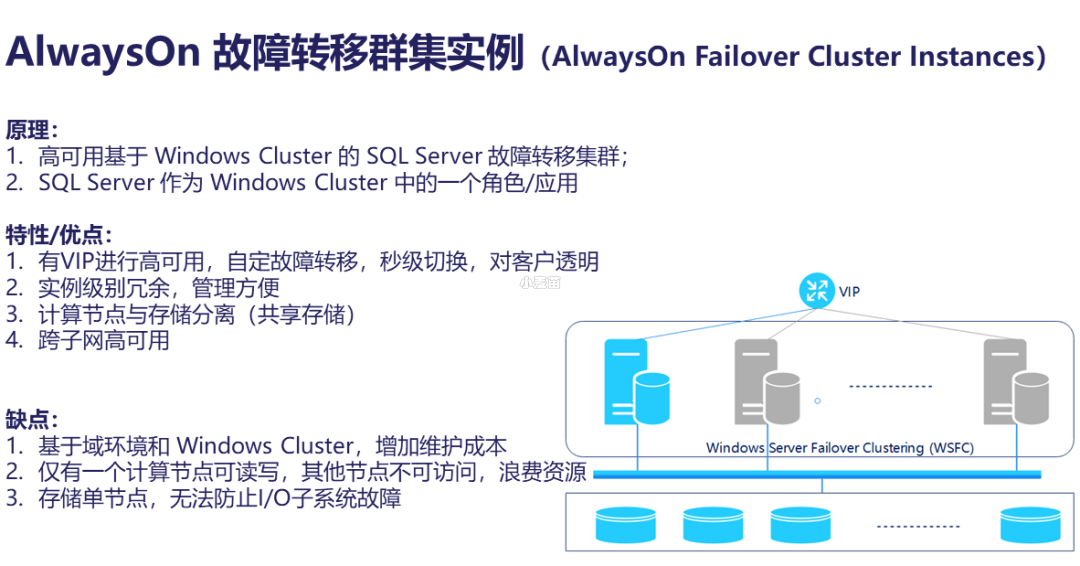 AlwaysOn 故障转移群集实例（AlwaysOn Failover Cluster Instances）
原理：
1. 高可用基于 Windows Cluster 的 SQL Server 故障转移集群；
2. SQL Server 作为 Windows Cluster 中的一个角色/应用
特性/优点：
1. 有VIP进行高可用，自定故障转移，秒级切换，对客户透明
2. 实例级别冗余，管理方便
3. 计算节点与存储分离（共享存储）
4. 跨子网高可用
缺点：
1. 基于域环境和 Windows Cluster，增加维护成本
2. 仅有一个计算节点可读写，其他节点不可访问，浪费资源
3. 存储单节点，无法防止I/O子系统故障
VIP
Windows Server Failover Clustering (WSFC)